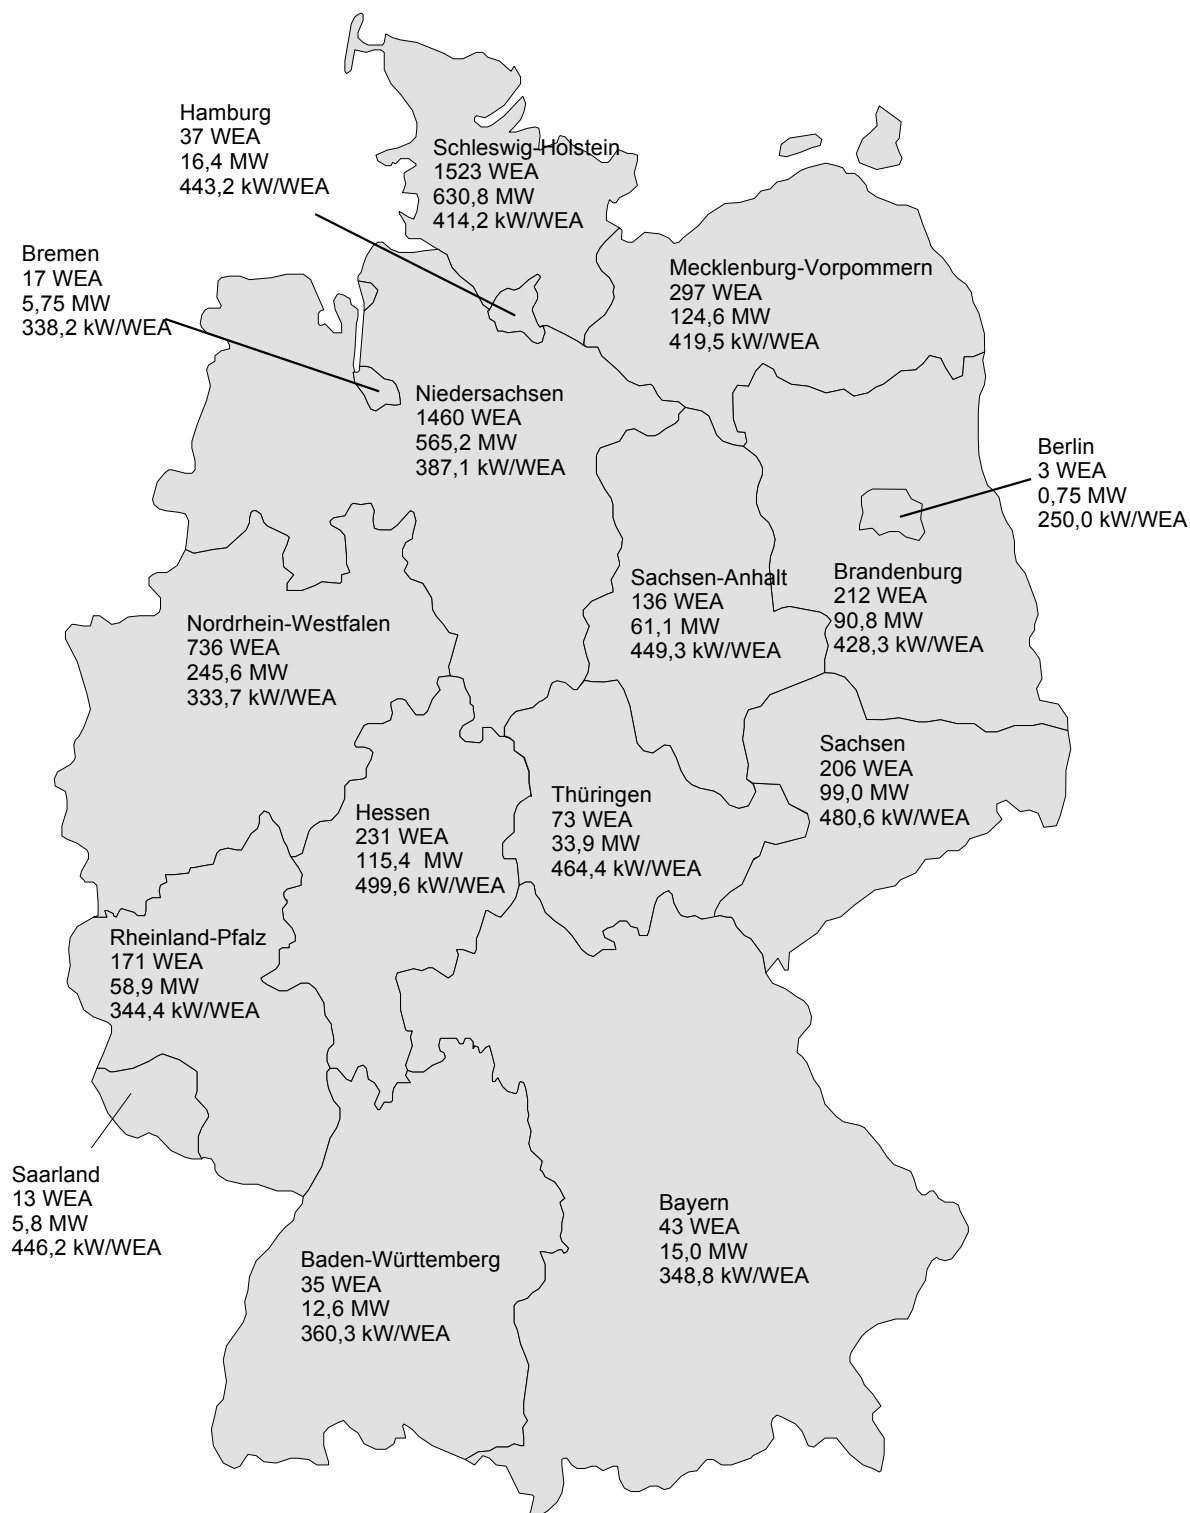 Hamburg
37 WEA
16,4 MW
443,2 kW/WEA
Schleswig-Holstein
1523 WEA
630,8 MW
414,2 kW/WEA
Bremen
17 WEA
5,75 MW
338,2 kW/WEA
Mecklenburg-Vorpommern
297 WEA
124,6 MW
419,5 kW/WEA
Niedersachsen
1460 WEA
565,2 MW
387,1 kW/WEA
Berlin
3 WEA
0,75 MW
250,0 kW/WEA
Sachsen-Anhalt
136 WEA
61,1 MW
449,3 kW/WEA
Brandenburg
212 WEA
90,8 MW
428,3 kW/WEA
Nordrhein-Westfalen
736 WEA
245,6 MW
333,7 kW/WEA
Sachsen
206 WEA
99,0 MW
480,6 kW/WEA
Thüringen
73 WEA
33,9 MW
464,4 kW/WEA
Hessen
231 WEA
115,4 MW
499,6 kW/WEA
Rheinland-Pfalz
171 WEA
58,9 MW
344,4 kW/WEA
Saarland
13 WEA
5,8 MW
446,2 kW/WEA
Bayern
43 WEA
15,0 MW
348,8 kW/WEA
Baden-Württemberg
35 WEA
12,6 MW
360,3 kW/WEA